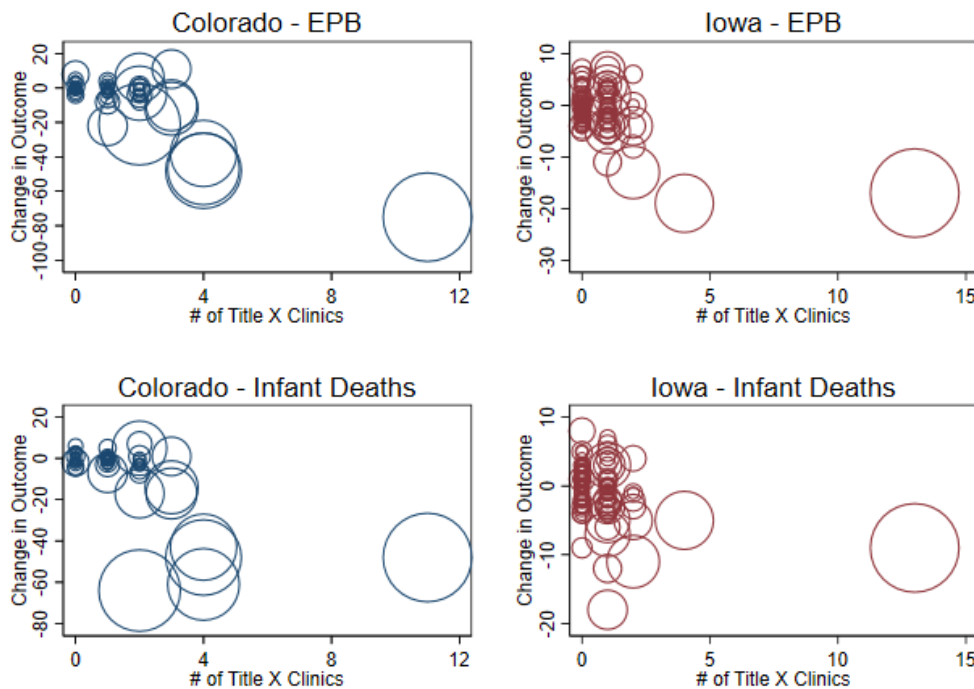 Colorado - EPB
Change in Outcome
20
0
-20
-40
-60
-80
-100
0 4 8 12
# of Title X Clinics
Iowa - EPB
Change in Outcome
10
0
-10
-20
-30
0 5 10 15
# of Title X Clinics
Colorado - Infant Deaths
Change in Outcome
20
0
-20
-40
-60
-80
0 4 8 12
# of Title X Clinics
Iowa - Infant Deaths
Change in Outcome
10
0
-10
-20
0 5 10 15
# of Title X Clinics